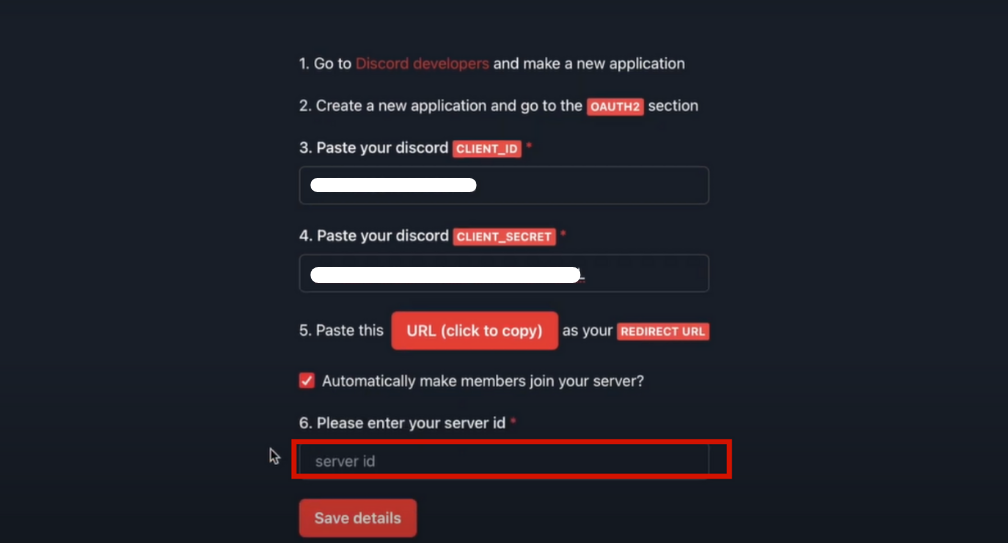 1. Go to Discord developers and make a new application
2. Create a new application and go to the OAUTH2 section
3. Paste your discord CLIENT_ID *
4. Paste your discord CLIENT_SECRET *
5. Paste this URL (click to copy) as your REDIRECT URL
Automatically make members join your server?
6. Please enter your server id *
server id
Save details